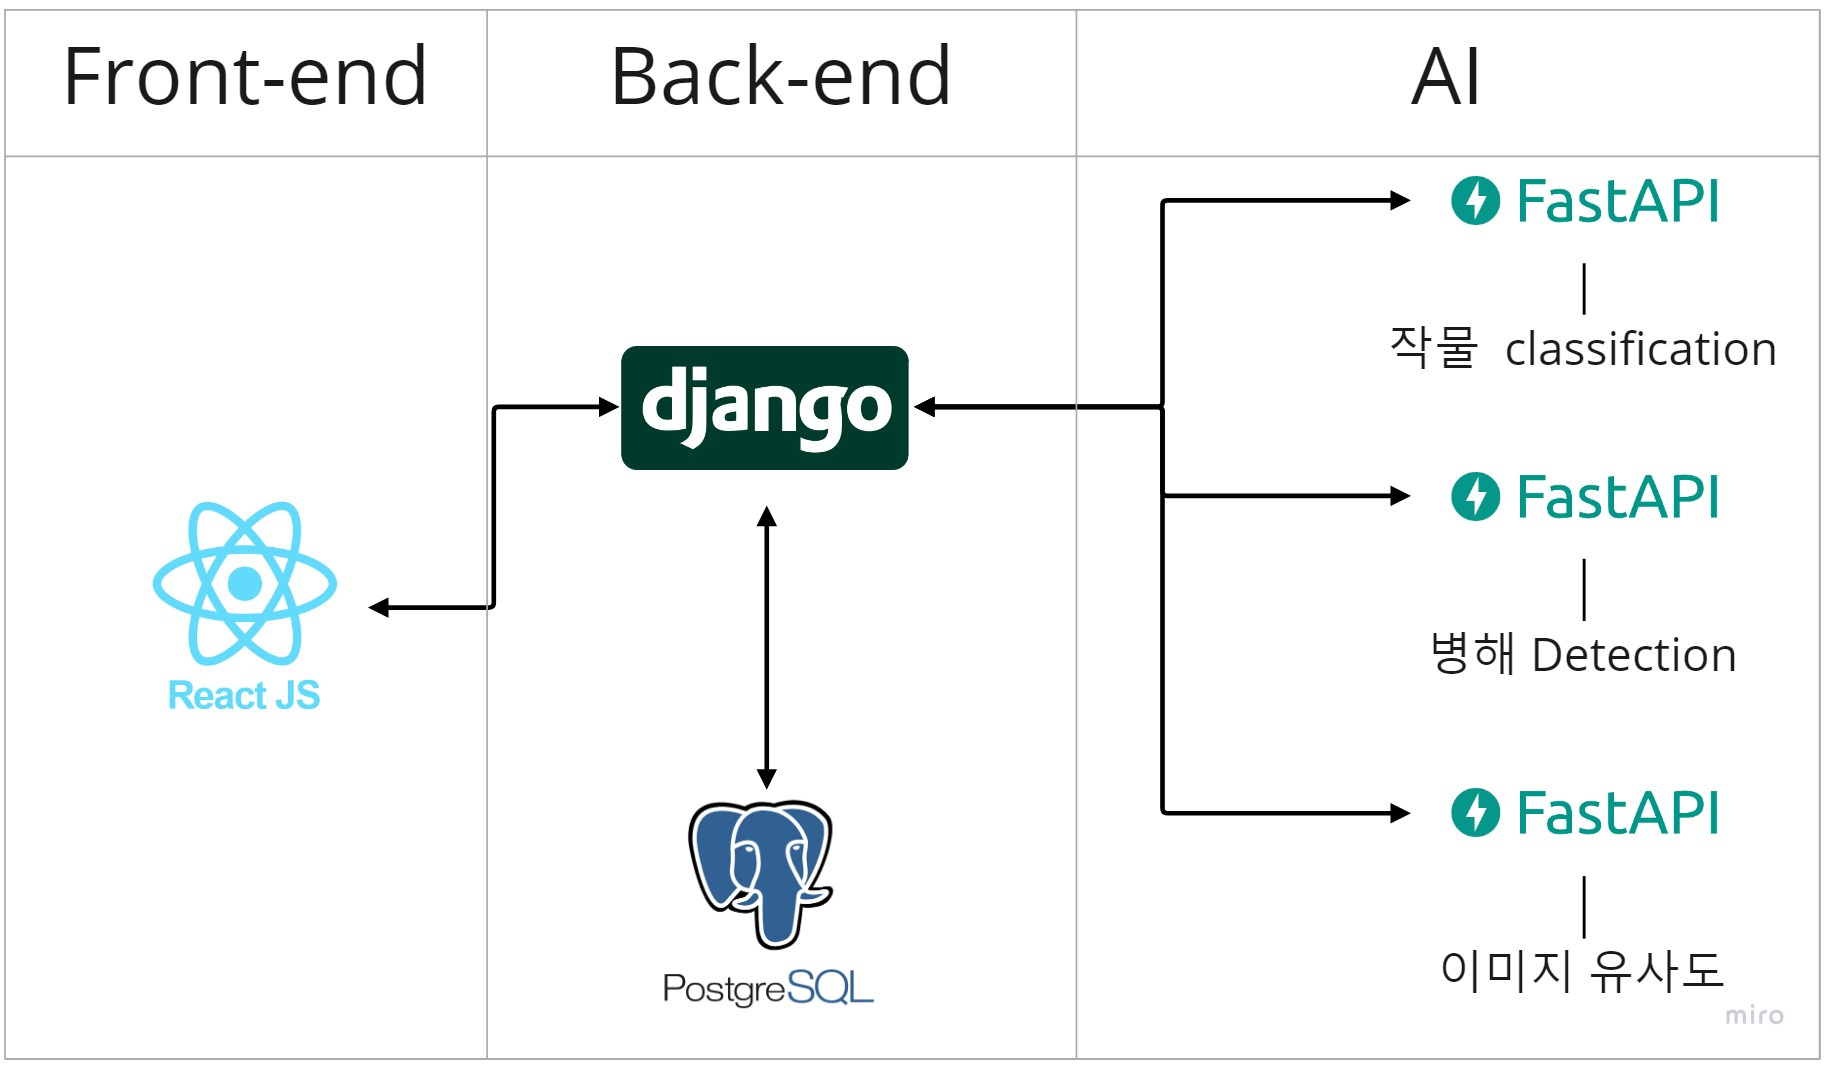 Front-end
Back-end
AI
React JS
django
PostgreSQL
FastAPI
작물 classification
FastAPI
병해 Detection
FastAPI
이미지 유사도
miro